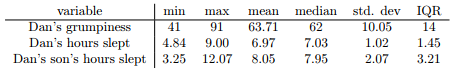 variable min max mean median std. dev IQR
Dan's grumpiness 41 91 63.71 62 10.05 14
Dan's hours slept 4.84 9.00 6.97 7.03 1.02 1.45
Dan's son's hours slept 3.25 12.07 8.05 7.95 2.07 3.21